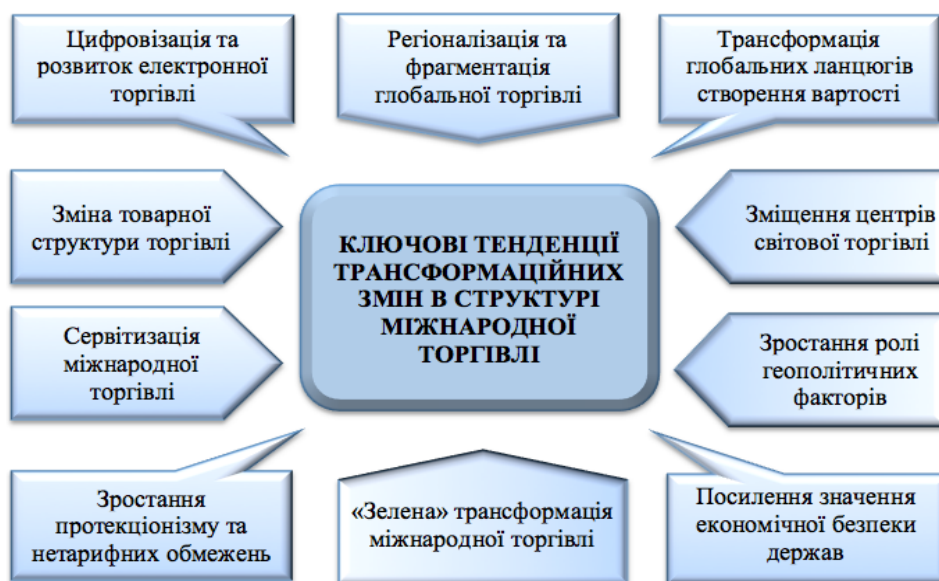 Цифровізація та
розвиток електронної
торгівлі
Регіоналізація та
фрагментація
глобальної торгівлі
Трансформація
глобальних ланцюгів
створення вартості
Зміна товарної
структури торгівлі
КЛЮЧОВІ ТЕНДЕНЦІЇ
ТРАНСФОРМАЦІЙНИХ
ЗМІН В СТРУКТУРІ
МІЖНАРОДНОЇ
ТОРГІВЛІ
Зміщення центрів
світової торгівлі
Сервітизація
міжнародної
торгівлі
Зростання ролі
геополітичних
факторів
Зростання
протекціонізму та
нетарифних обмежень
«Зелена» трансформація
міжнародної торгівлі
Посилення значення
економічної безпеки
держав